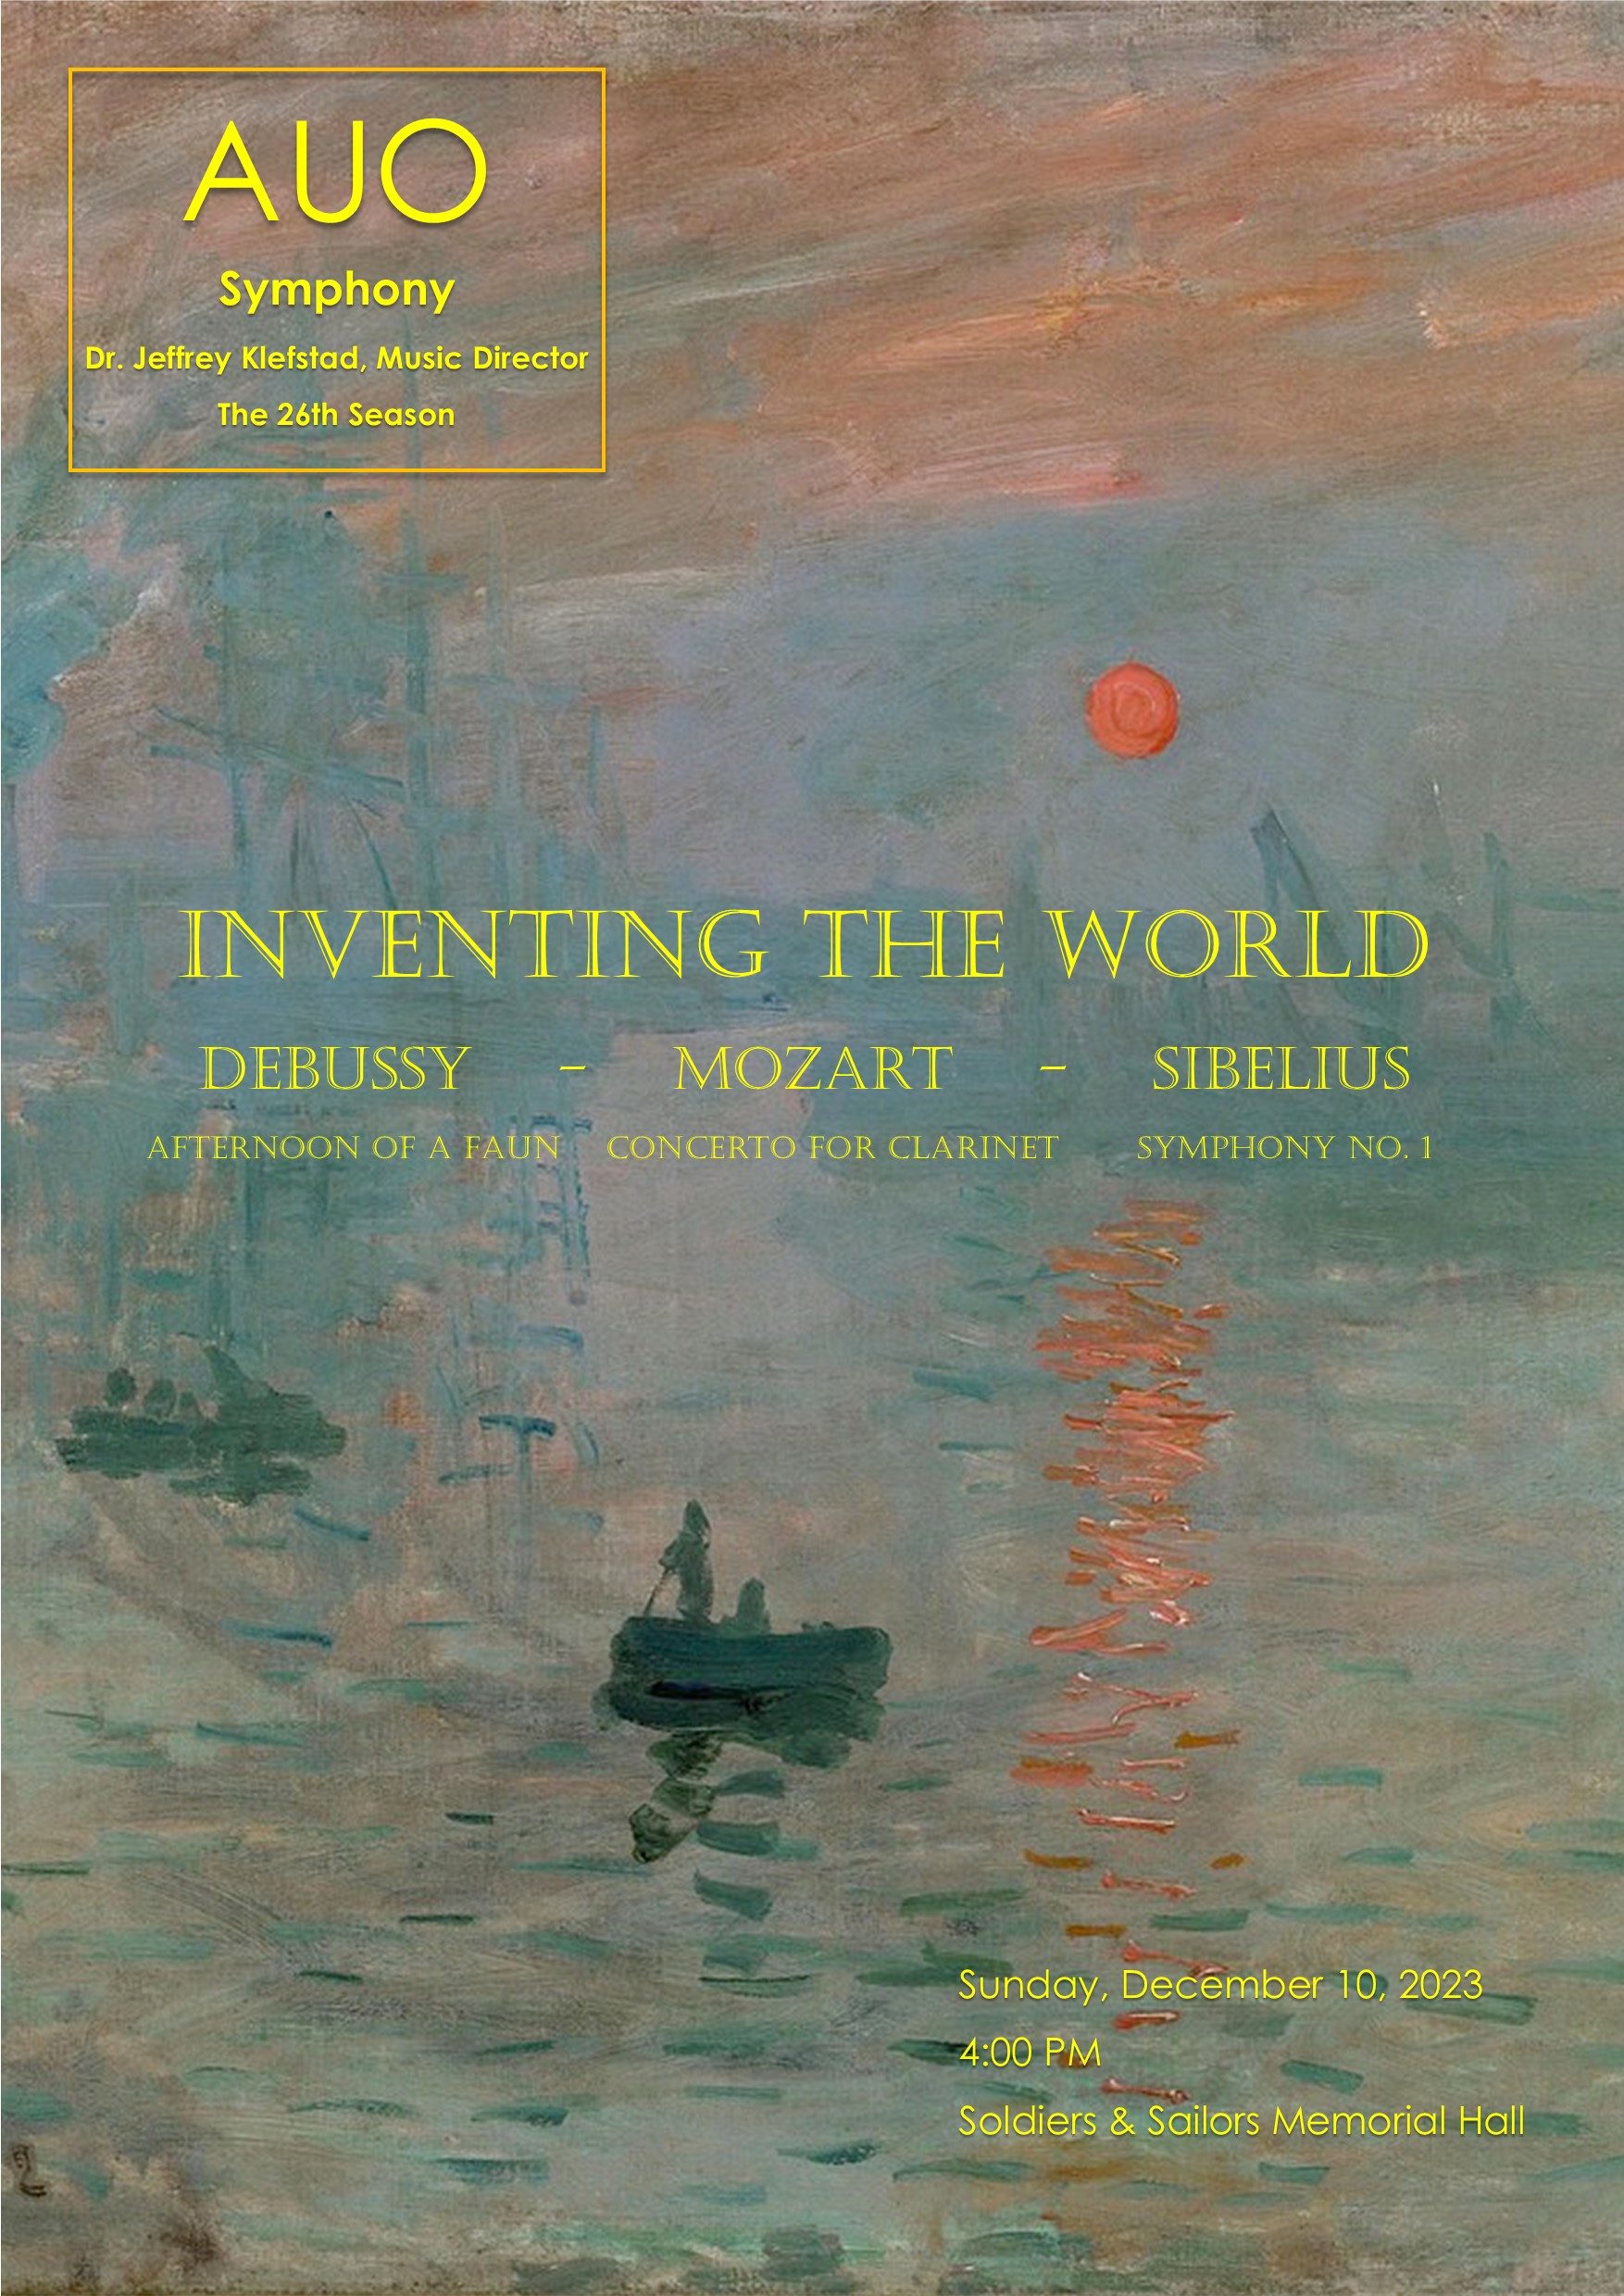 AUO
Symphony
Dr. Jeffrey Klefstad, Music Director
The 26th Season
INVENTING THE WORLD
DEBUSSY - MOZART - SIBELIUS
AFTERNOON OF A FAUN CONCERTO FOR CLARINET SYMPHONY NO. 1
Sunday, December 10, 2023
4:00 PM
Soldiers & Sailors Memorial Hall